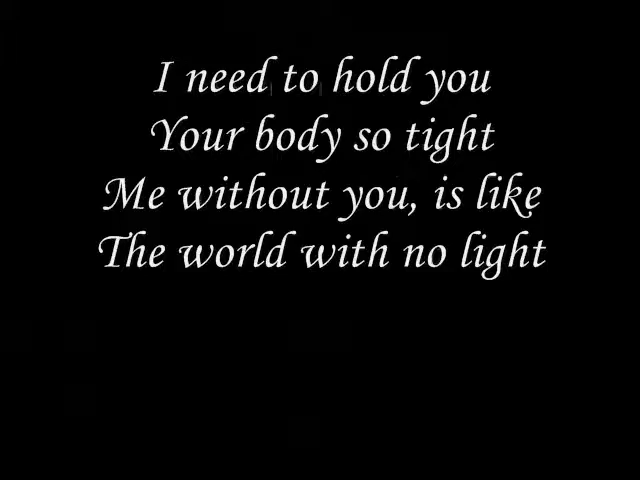 I need to hold you
Your body so tight
Me without you, is like
The world with no light